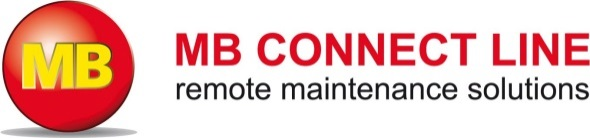 MB
MB CONNECT LINE
remote maintenance solutions